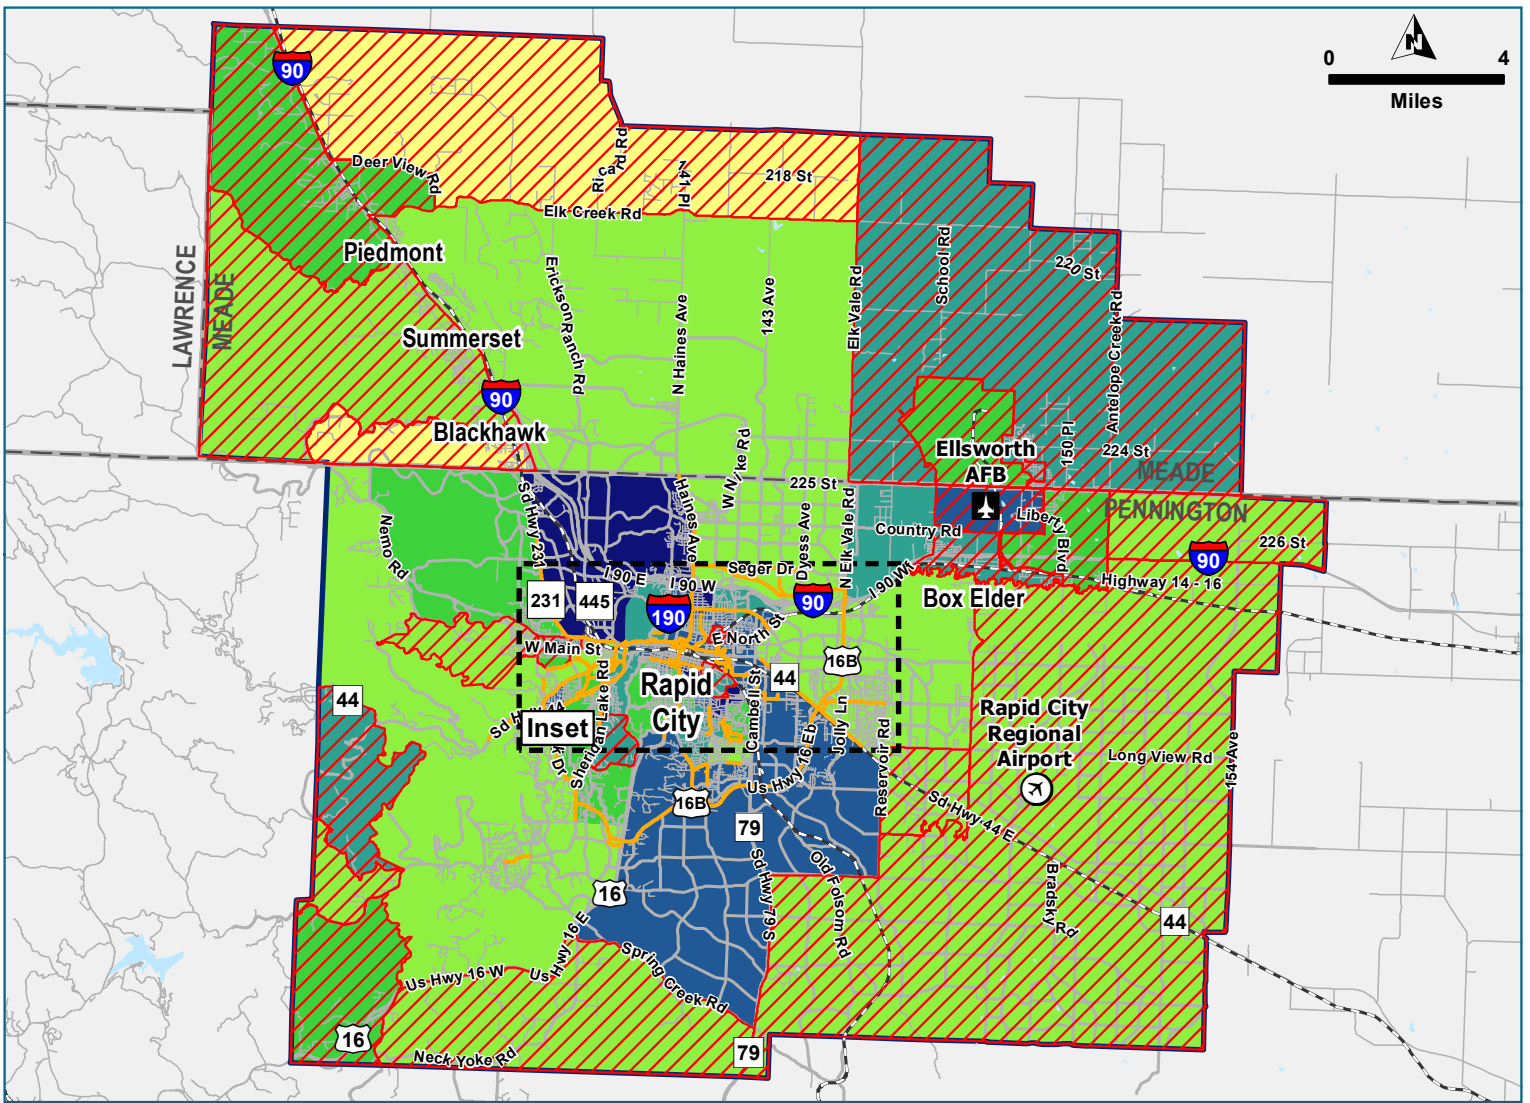 N
0 4
Miles
90
Deer View Rd
Ricard Rd
141 Pl
218 St
Elk Creek Rd
Piedmont
LAWRENCE
MEADE
Erickson Ranch Rd
N Haines Ave
143 Ave
Elk Vale Rd
School Rd
220 St
Antelope Creek Rd
Summerset
90
Blackhawk
W Nyke Rd
Ellsworth
AFB
150 Pl
224 St
MEADE
PENNINGTON
225 St
Sd Hwy 231
Haines Ave
Nemo Rd
Dyess Ave
N Elk Vale Rd
Country Rd
Liberty Blvd
226 St
90
Highway 14 - 16
I 90 E
I 90 W
Seger Dr
I 90 W
Box Elder
231
445
190
90
W Main St
E North St
16B
44
44
Rapid
City
Sd Hwy 44
Inset
Sheridan Lake Rd
Cambell St
Jolly Ln
Reservoir Rd
Rapid City
Regional
Airport
Long View Rd
154 Ave
Us Hwy 16 Eb
16B
79
Sd Hwy 44 E
Old Folsom Rd
Sd Hwy 79 S
Bradsky Rd
44
16
Us Hwy 16 E
Us Hwy 16 W
Spring Creek Rd
16
Neck Yoke Rd
79